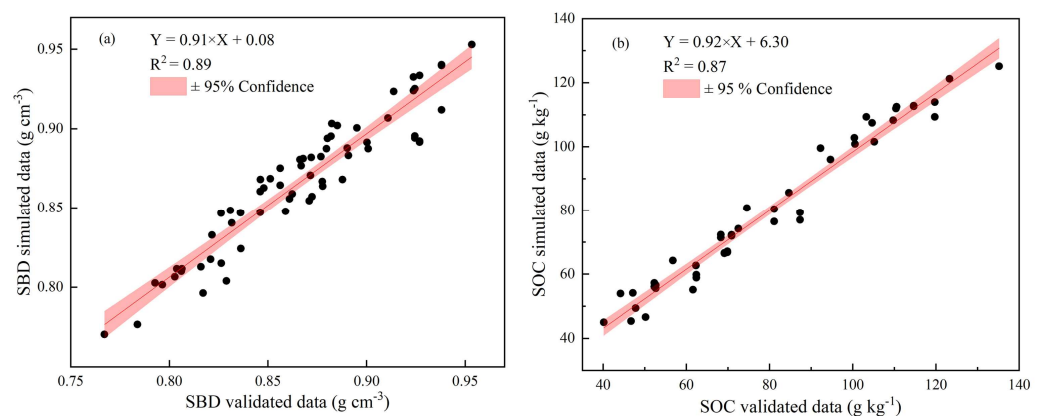 (a)
Y = 0.91×X + 0.08
R² = 0.89
± 95% Confidence
SBD simulated data (g cm⁻³)
0.95
0.90
0.85
0.80
0.75
0.80
0.85
0.90
0.95
SBD validated data (g cm⁻³)
(b)
Y = 0.92×X + 6.30
R² = 0.87
± 95 % Confidence
SOC simulated data (g kg⁻¹)
140
120
100
80
60
40
40
60
80
100
120
140
SOC validated data (g kg⁻¹)